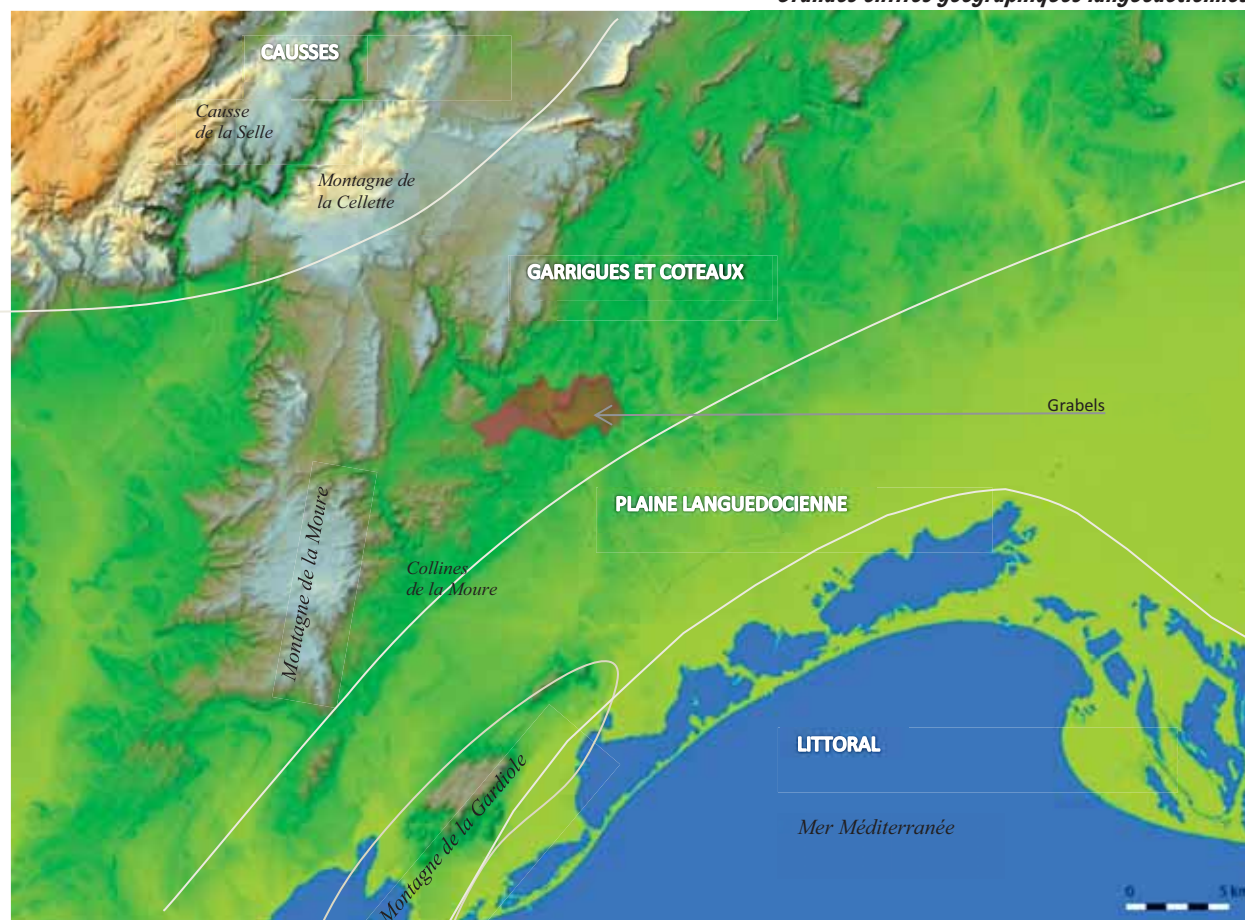 CAUSSES
Causse
de la Selle
Montagne de
la Cellette
GARRIGUES ET COTEAUX
Grabels
PLAINE LANGUEDOCIENNE
Montagne de la Moure
Collines
de la Moure
LITTORAL
Montagne de la Gardiole
Mer Méditerranée
0 5 km